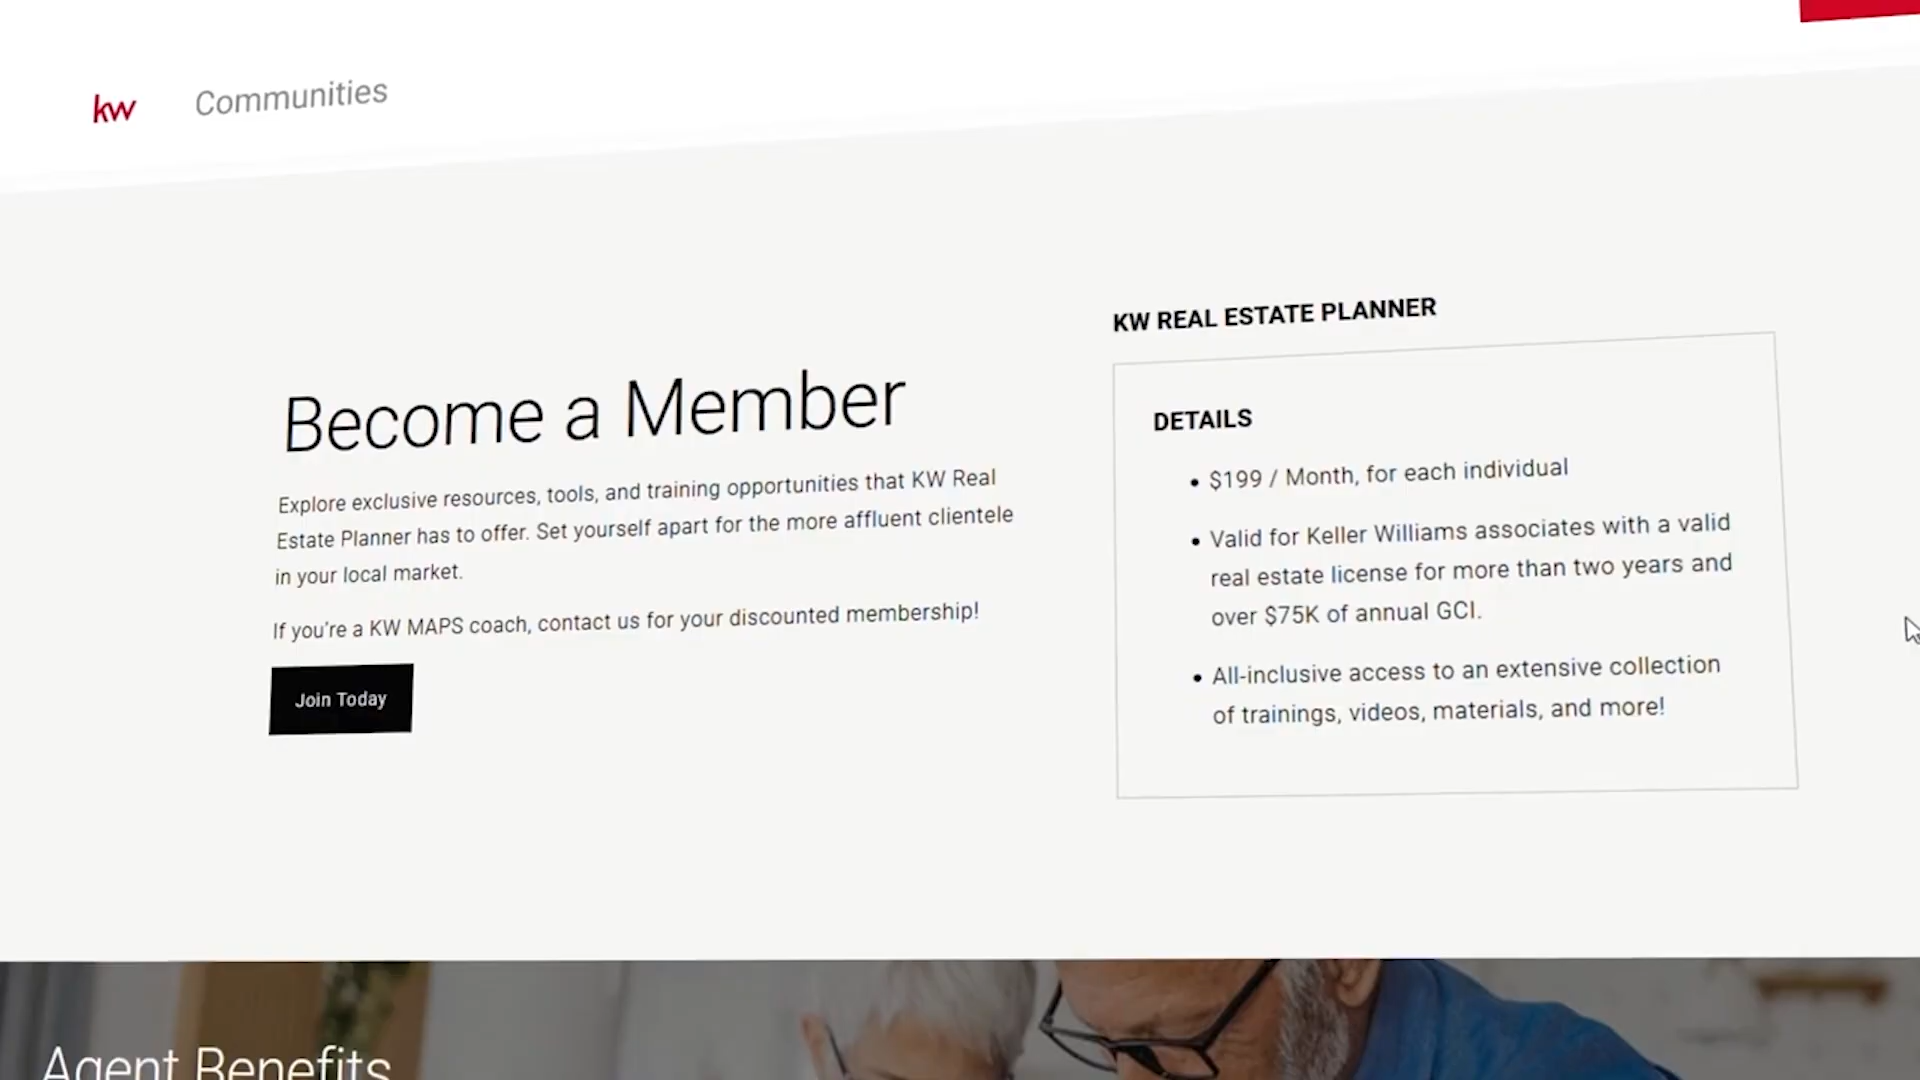 kw Communities
Become a Member
Explore exclusive resources, tools, and training opportunities that KW Real
Estate Planner has to offer. Set yourself apart for the more affluent clientele
in your local market.
If you're a KW MAPS coach, contact us for your discounted membership!
Join Today
KW REAL ESTATE PLANNER
DETAILS
• $199 / Month, for each individual
• Valid for Keller Williams associates with a valid
real estate license for more than two years and
over $75K of annual GCI.
• All-inclusive access to an extensive collection
of trainings, videos, materials, and more!
Agent Benefits